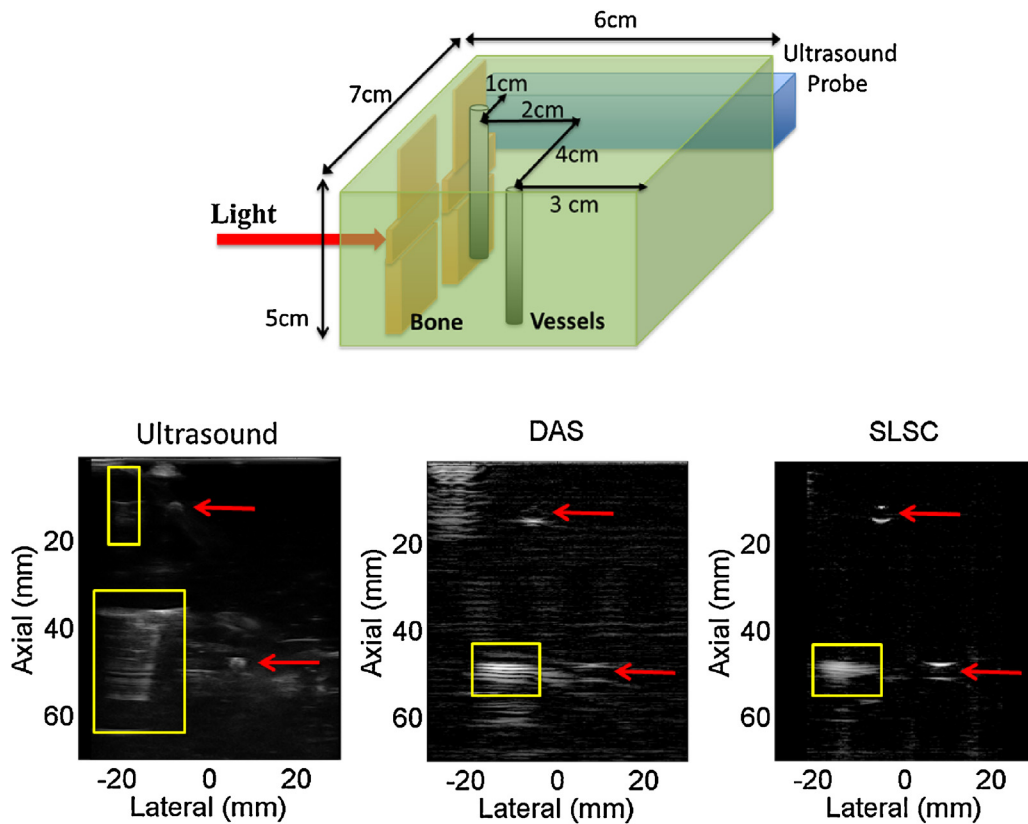 6cm
Ultrasound
Probe
7cm
1cm
2cm
4cm
3 cm
Light
5cm
Bone
Vessels
Ultrasound
DAS
SLSC
20
40
60
Axial (mm)
-20 0 20
Lateral (mm)
20
40
60
Axial (mm)
-20 0 20
Lateral (mm)
20
40
60
Axial (mm)
-20 0 20
Lateral (mm)